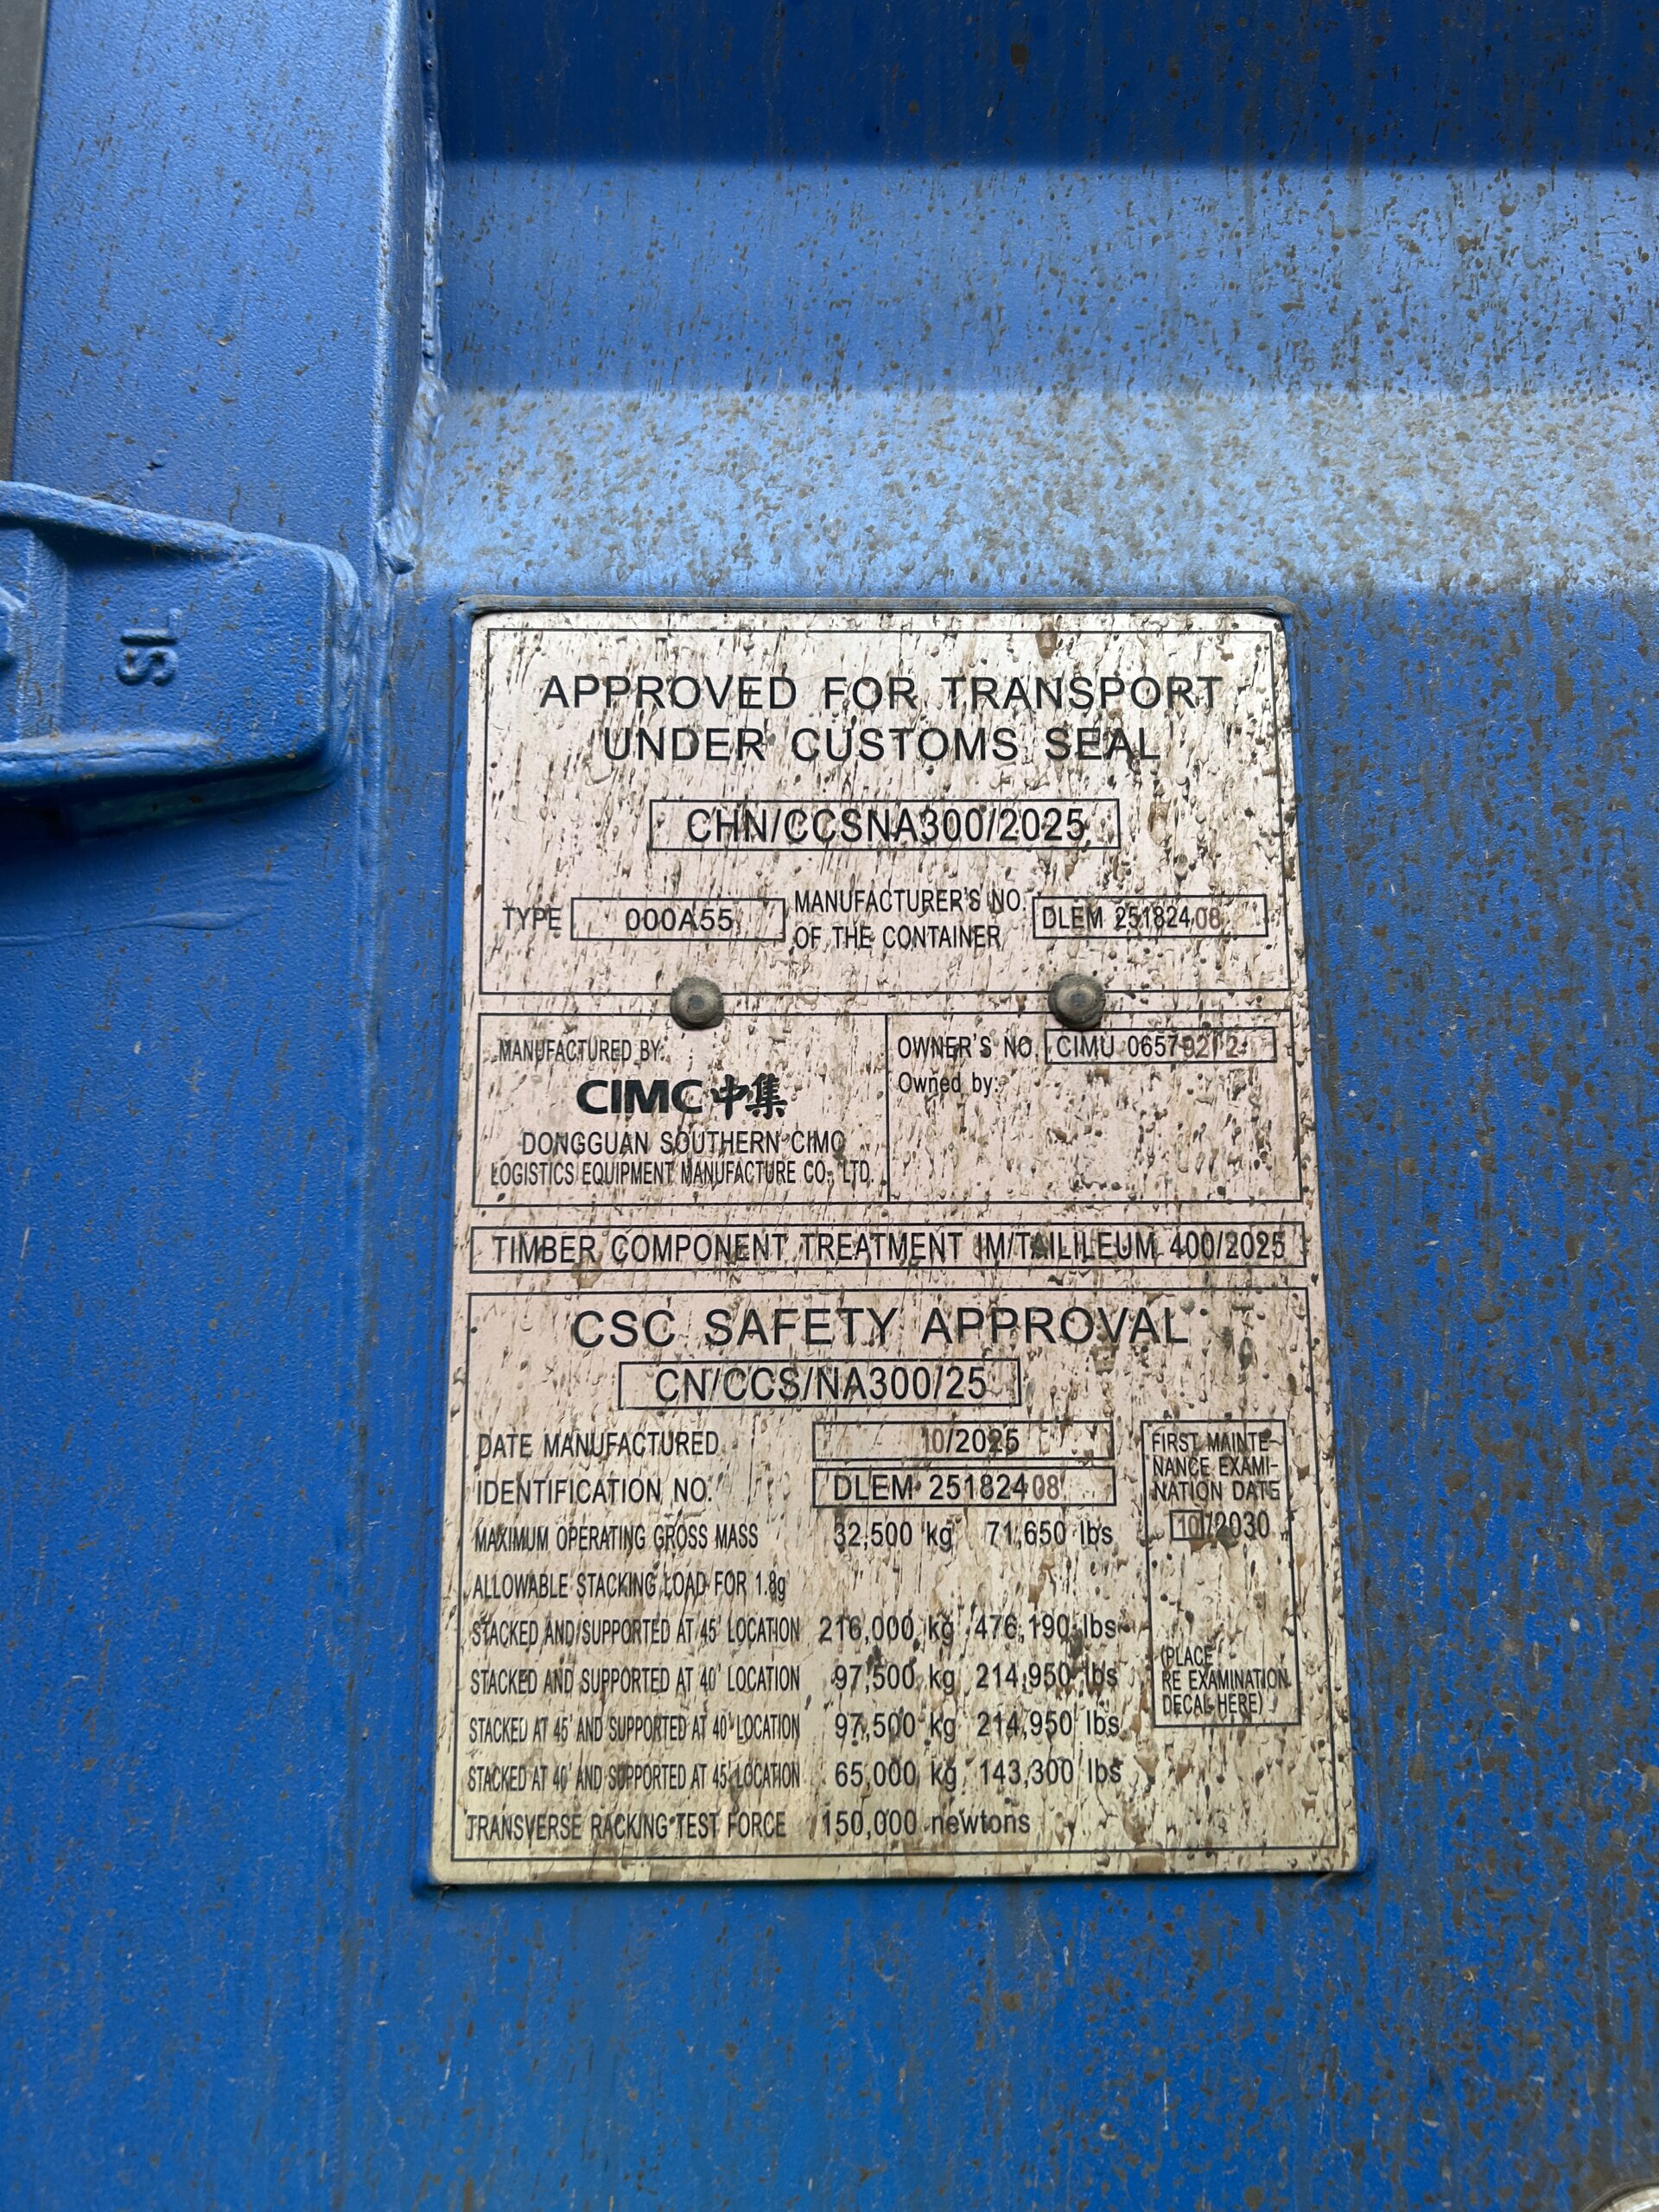 SL
APPROVED FOR TRANSPORT
UNDER CUSTOMS SEAL
CHN/CCSNA300/2025
TYPE 000A55 MANUFACTURER'S NO. OF THE CONTAINER DLEM 25182408
MANUFACTURED BY:
CIMC 中集
DONGGUAN SOUTHERN CIMC
LOGISTICS EQUIPMENT MANUFACTURE CO., LTD.
OWNER'S NO. CIMU
Owned by:
TIMBER COMPONENT TREATMENT IM/TAILILEUM 400/2025
CSC SAFETY APPROVAL
CN/CCS/NA300/25
DATE MANUFACTURED 10/2025
IDENTIFICATION NO. DLEM 25182408
MAXIMUM OPERATING GROSS MASS 32,500 kg 71,650 lbs
ALLOWABLE STACKING LOAD FOR 1.8g
STACKED AND SUPPORTED AT 45' LOCATION 216,000 kg 476,190 lbs
STACKED AND SUPPORTED AT 40' LOCATION 97,500 kg 214,950 lbs
STACKED AT 45' AND SUPPORTED AT 40' LOCATION 97,500 kg 214,950 lbs
STACKED AT 40' AND SUPPORTED AT 45' LOCATION 65,000 kg 143,300 lbs
TRANSVERSE RACKING TEST FORCE 150,000 newtons
FIRST MAINTE-
NANCE EXAMI-
NATION DATE
10/2030
(PLACE
RE EXAMINATION
DECAL HERE)